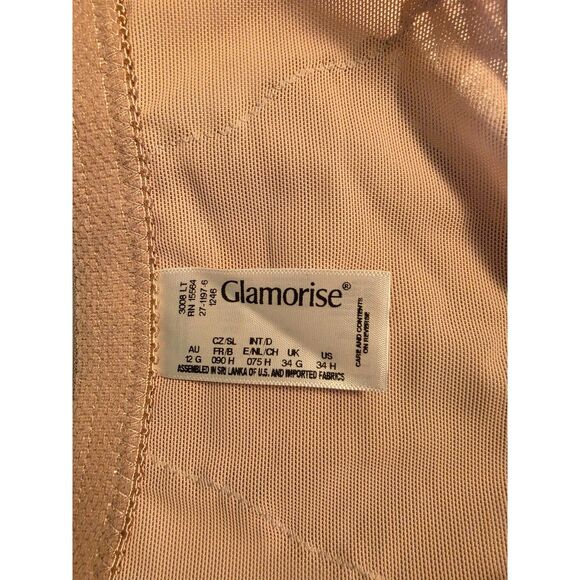 3008 LT
RN 15564
27-1197-6
1246
Glamorise®
CARE AND CONTENTS
ON REVERSE
CZ/SL INT/D
AU FR/B E/NL/CH UK US
12 G 090 H 075 H 34 G 34 H
ASSEMBLED IN SRI LANKA OF U.S. AND IMPORTED FABRICS